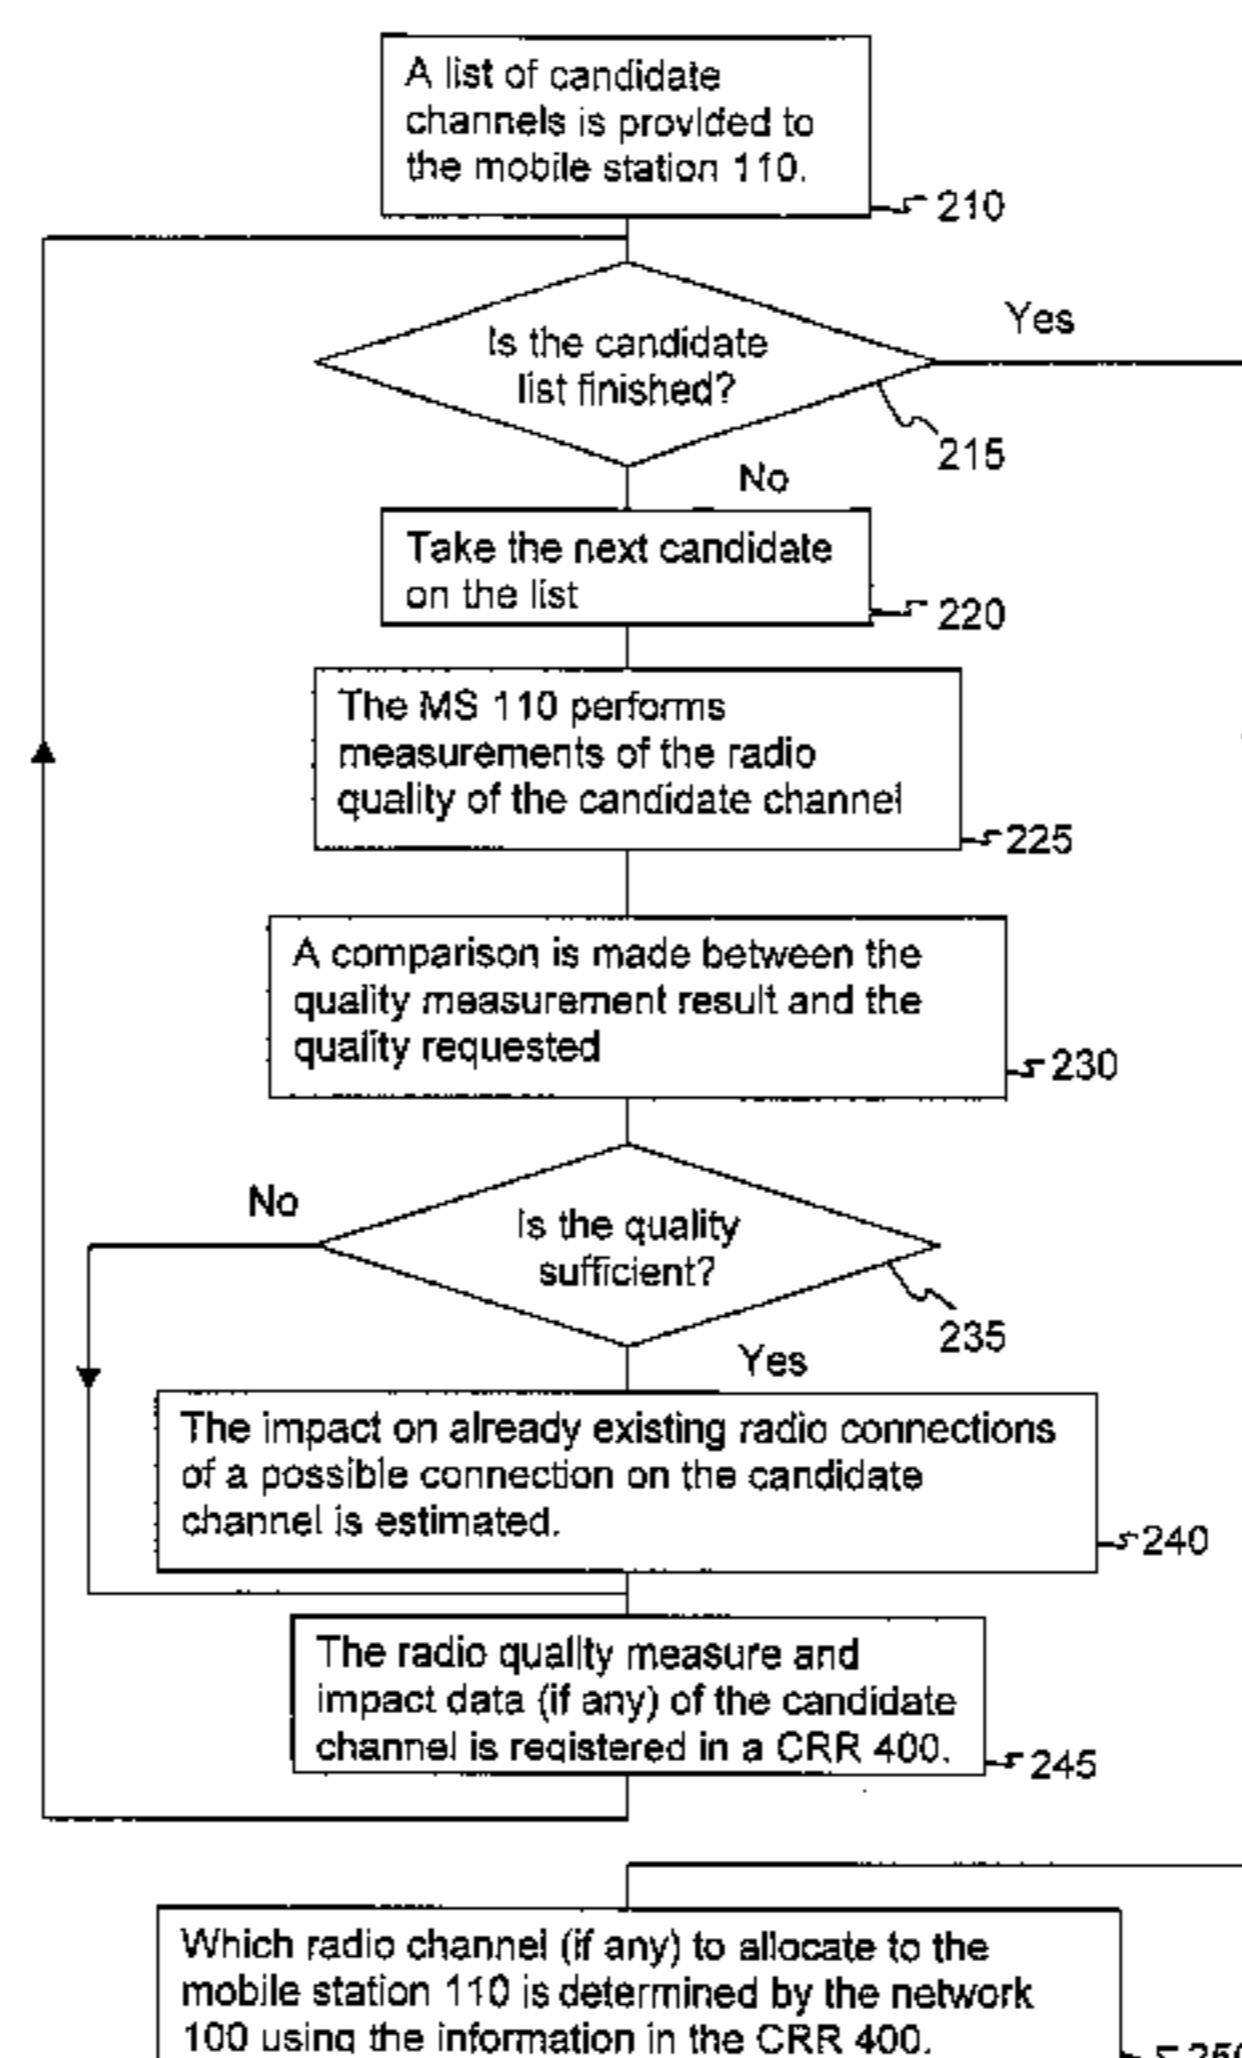 A list of candidate
channels is provided to
the mobile station 110.
210
Is the candidate
list finished?
Yes
215
No
Take the next candidate
on the list
220
The MS 110 performs
measurements of the radio
quality of the candidate channel
225
A comparison is made between the
quality measurement result and the
quality requested
230
No
Is the quality
sufficient?
235
Yes
The impact on already existing radio connections
of a possible connection on the candidate
channel is estimated.
240
The radio quality measure and
impact data (if any) of the candidate
channel is registered in a CRR 400.
245
Which radio channel (if any) to allocate to the
mobile station 110 is determined by the network
100 using the information in the CRR 400.
250